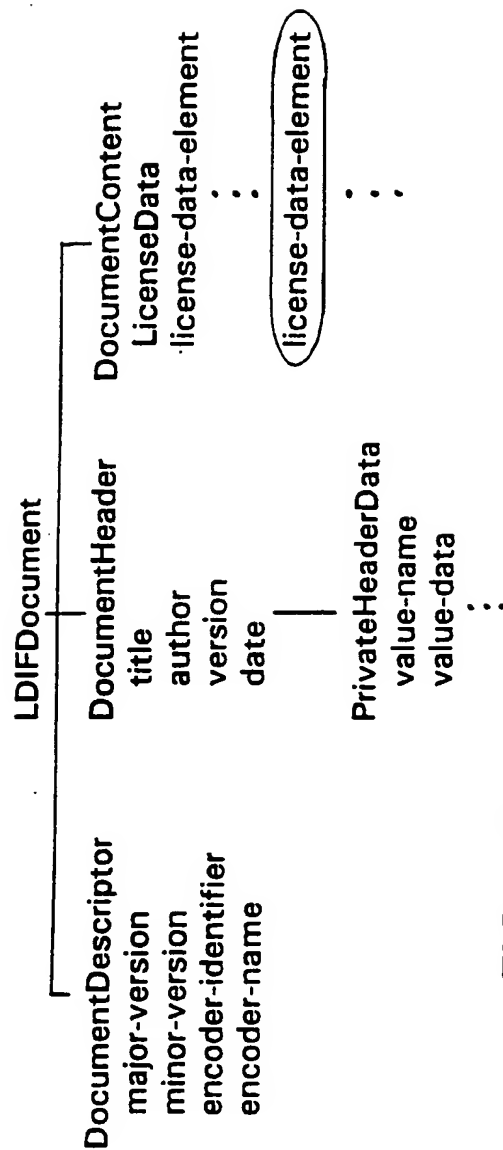 LDIFDocument
DocumentDescriptor
major-version
minor-version
encoder-identifier
encoder-name
DocumentHeader
title
author
version
date
PrivateHeaderData
value-name
value-data
DocumentContent
LicenseData
license-data-element
license-data-element